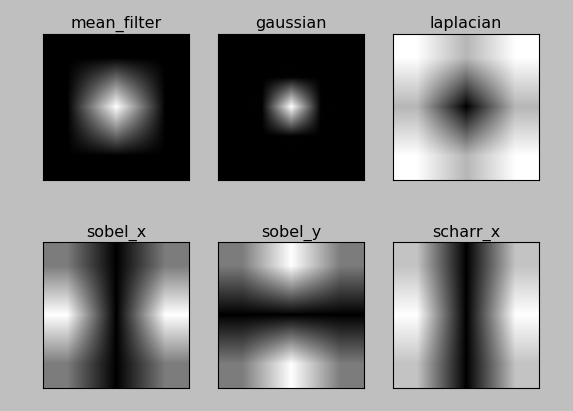 mean_filter
gaussian
laplacian
sobel_x
sobel_y
scharr_x